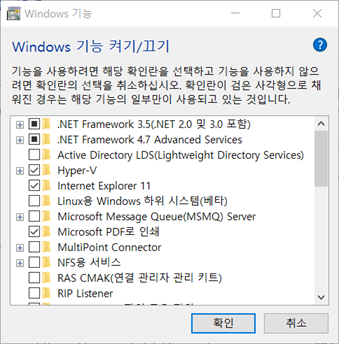 Windows 기능
Windows 기능 켜기/끄기
기능을 사용하려면 해당 확인란을 선택하고 기능을 사용하지 않으
려면 확인란의 선택을 취소하십시오. 확인란이 검은 사각형으로 채
워진 경우는 해당 기능의 일부만이 사용되고 있는 것입니다.
.NET Framework 3.5(.NET 2.0 및 3.0 포함)
.NET Framework 4.7 Advanced Services
Active Directory LDS(Lightweight Directory Services)
Hyper-V
Internet Explorer 11
Linux용 Windows 하위 시스템(베타)
Microsoft Message Queue(MSMQ) Server
Microsoft PDF로 인쇄
MultiPoint Connector
NFS용 서비스
RAS CMAK(연결 관리자 관리 키트)
RIP Listener
확인
취소